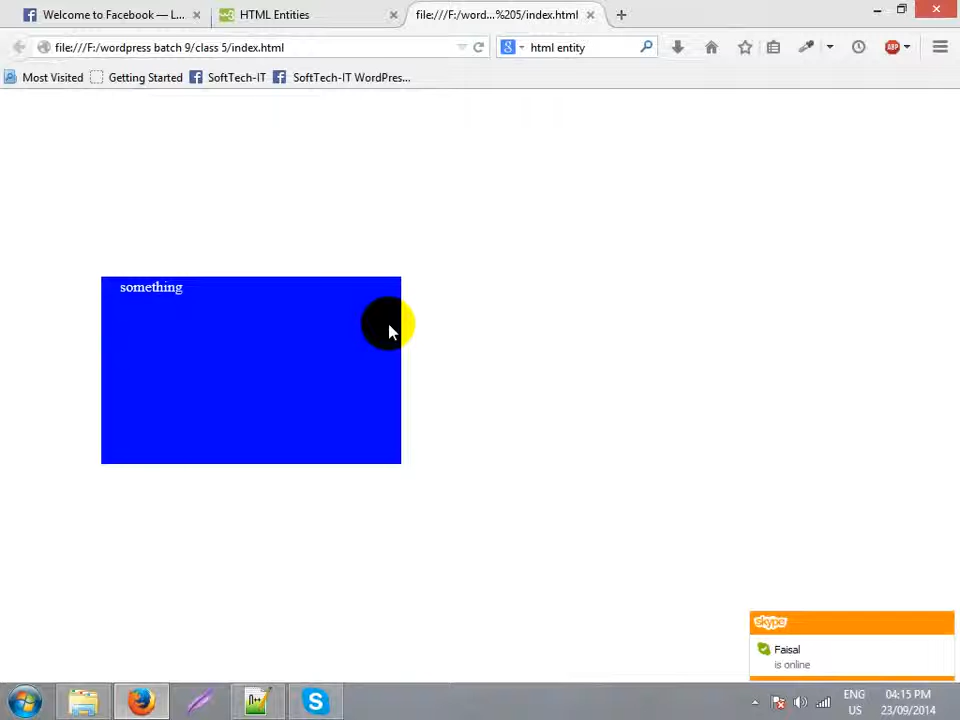 Welcome to Facebook — L...
HTML Entities
file:///F:/word...%205/index.html
file:///F:/wordpress batch 9/class 5/index.html
html entity
ABP
Most Visited
Getting Started
SoftTech-IT
SoftTech-IT WordPres...
something
skype
Faisal
is online
ENG
US
04:15 PM
23/09/2014